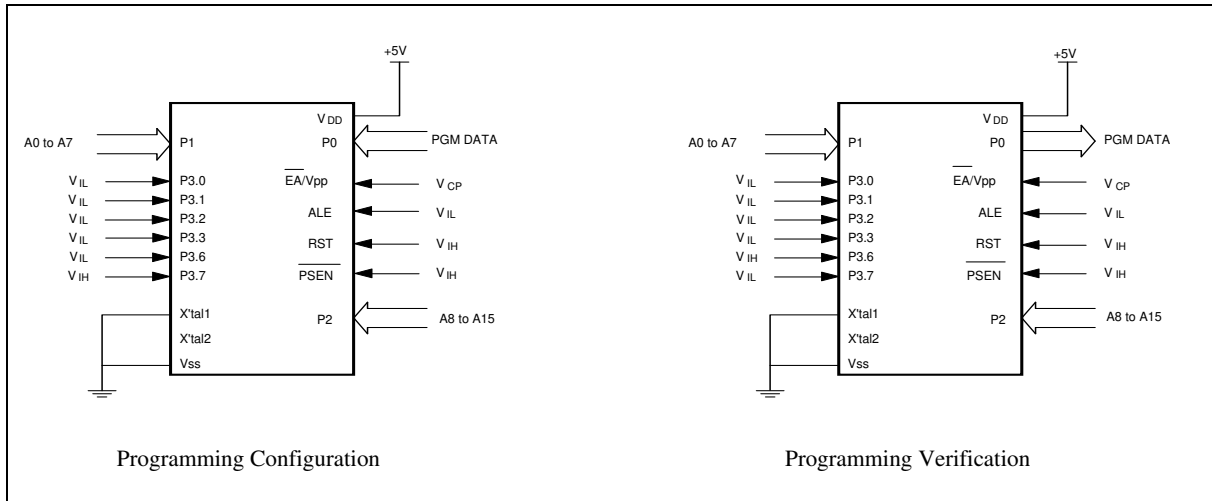 +5V
V DD
A0 to A7
P1
P0
PGM DATA
V IL
P3.0
EA/Vpp
V CP
V IL
P3.1
V IL
P3.2
ALE
V IL
V IL
P3.3
V IL
P3.6
RST
V IH
V IH
P3.7
PSEN
V IH
X'tal1
P2
A8 to A15
X'tal2
Vss
Programming Configuration
+5V
V DD
A0 to A7
P1
P0
PGM DATA
V IL
P3.0
EA/Vpp
V CP
V IL
P3.1
V IL
P3.2
ALE
V IL
V IL
P3.3
V IH
P3.6
RST
V IH
V IL
P3.7
PSEN
V IH
X'tal1
P2
A8 to A15
X'tal2
Vss
Programming Verification